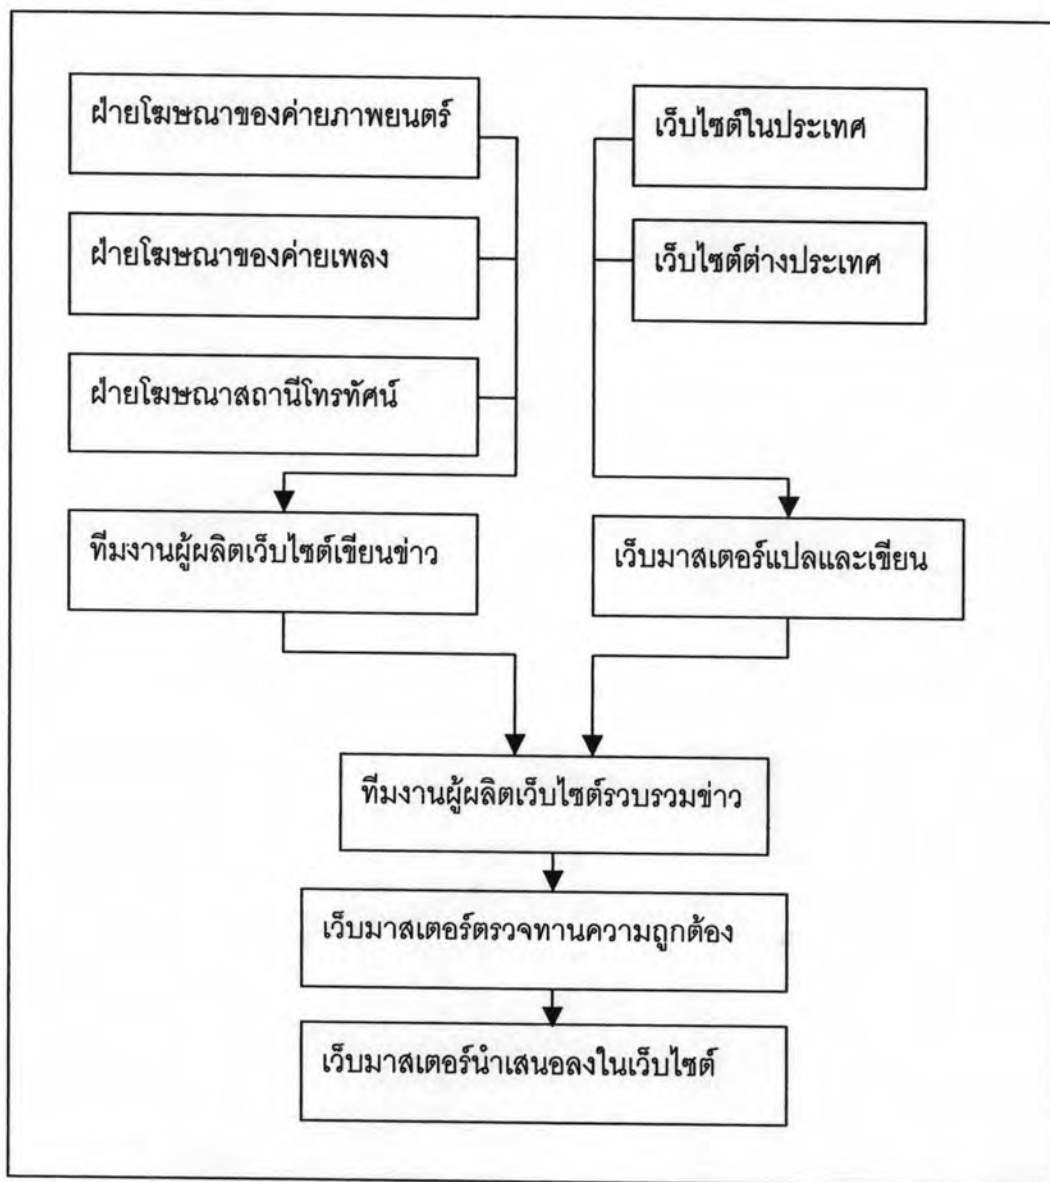 ฝ่ายโฆษณาของค่ายภาพยนตร์
ฝ่ายโฆษณาของค่ายเพลง
ฝ่ายโฆษณาสถานีโทรทัศน์
เว็บไซต์ในประเทศ
เว็บไซต์ต่างประเทศ
ทีมงานผู้ผลิตเว็บไซต์เขียนข่าว
เว็บมาสเตอร์แปลและเขียน
ทีมงานผู้ผลิตเว็บไซต์รวบรวมข่าว
เว็บมาสเตอร์ตรวจทานความถูกต้อง
เว็บมาสเตอร์นำเสนอลงในเว็บไซต์